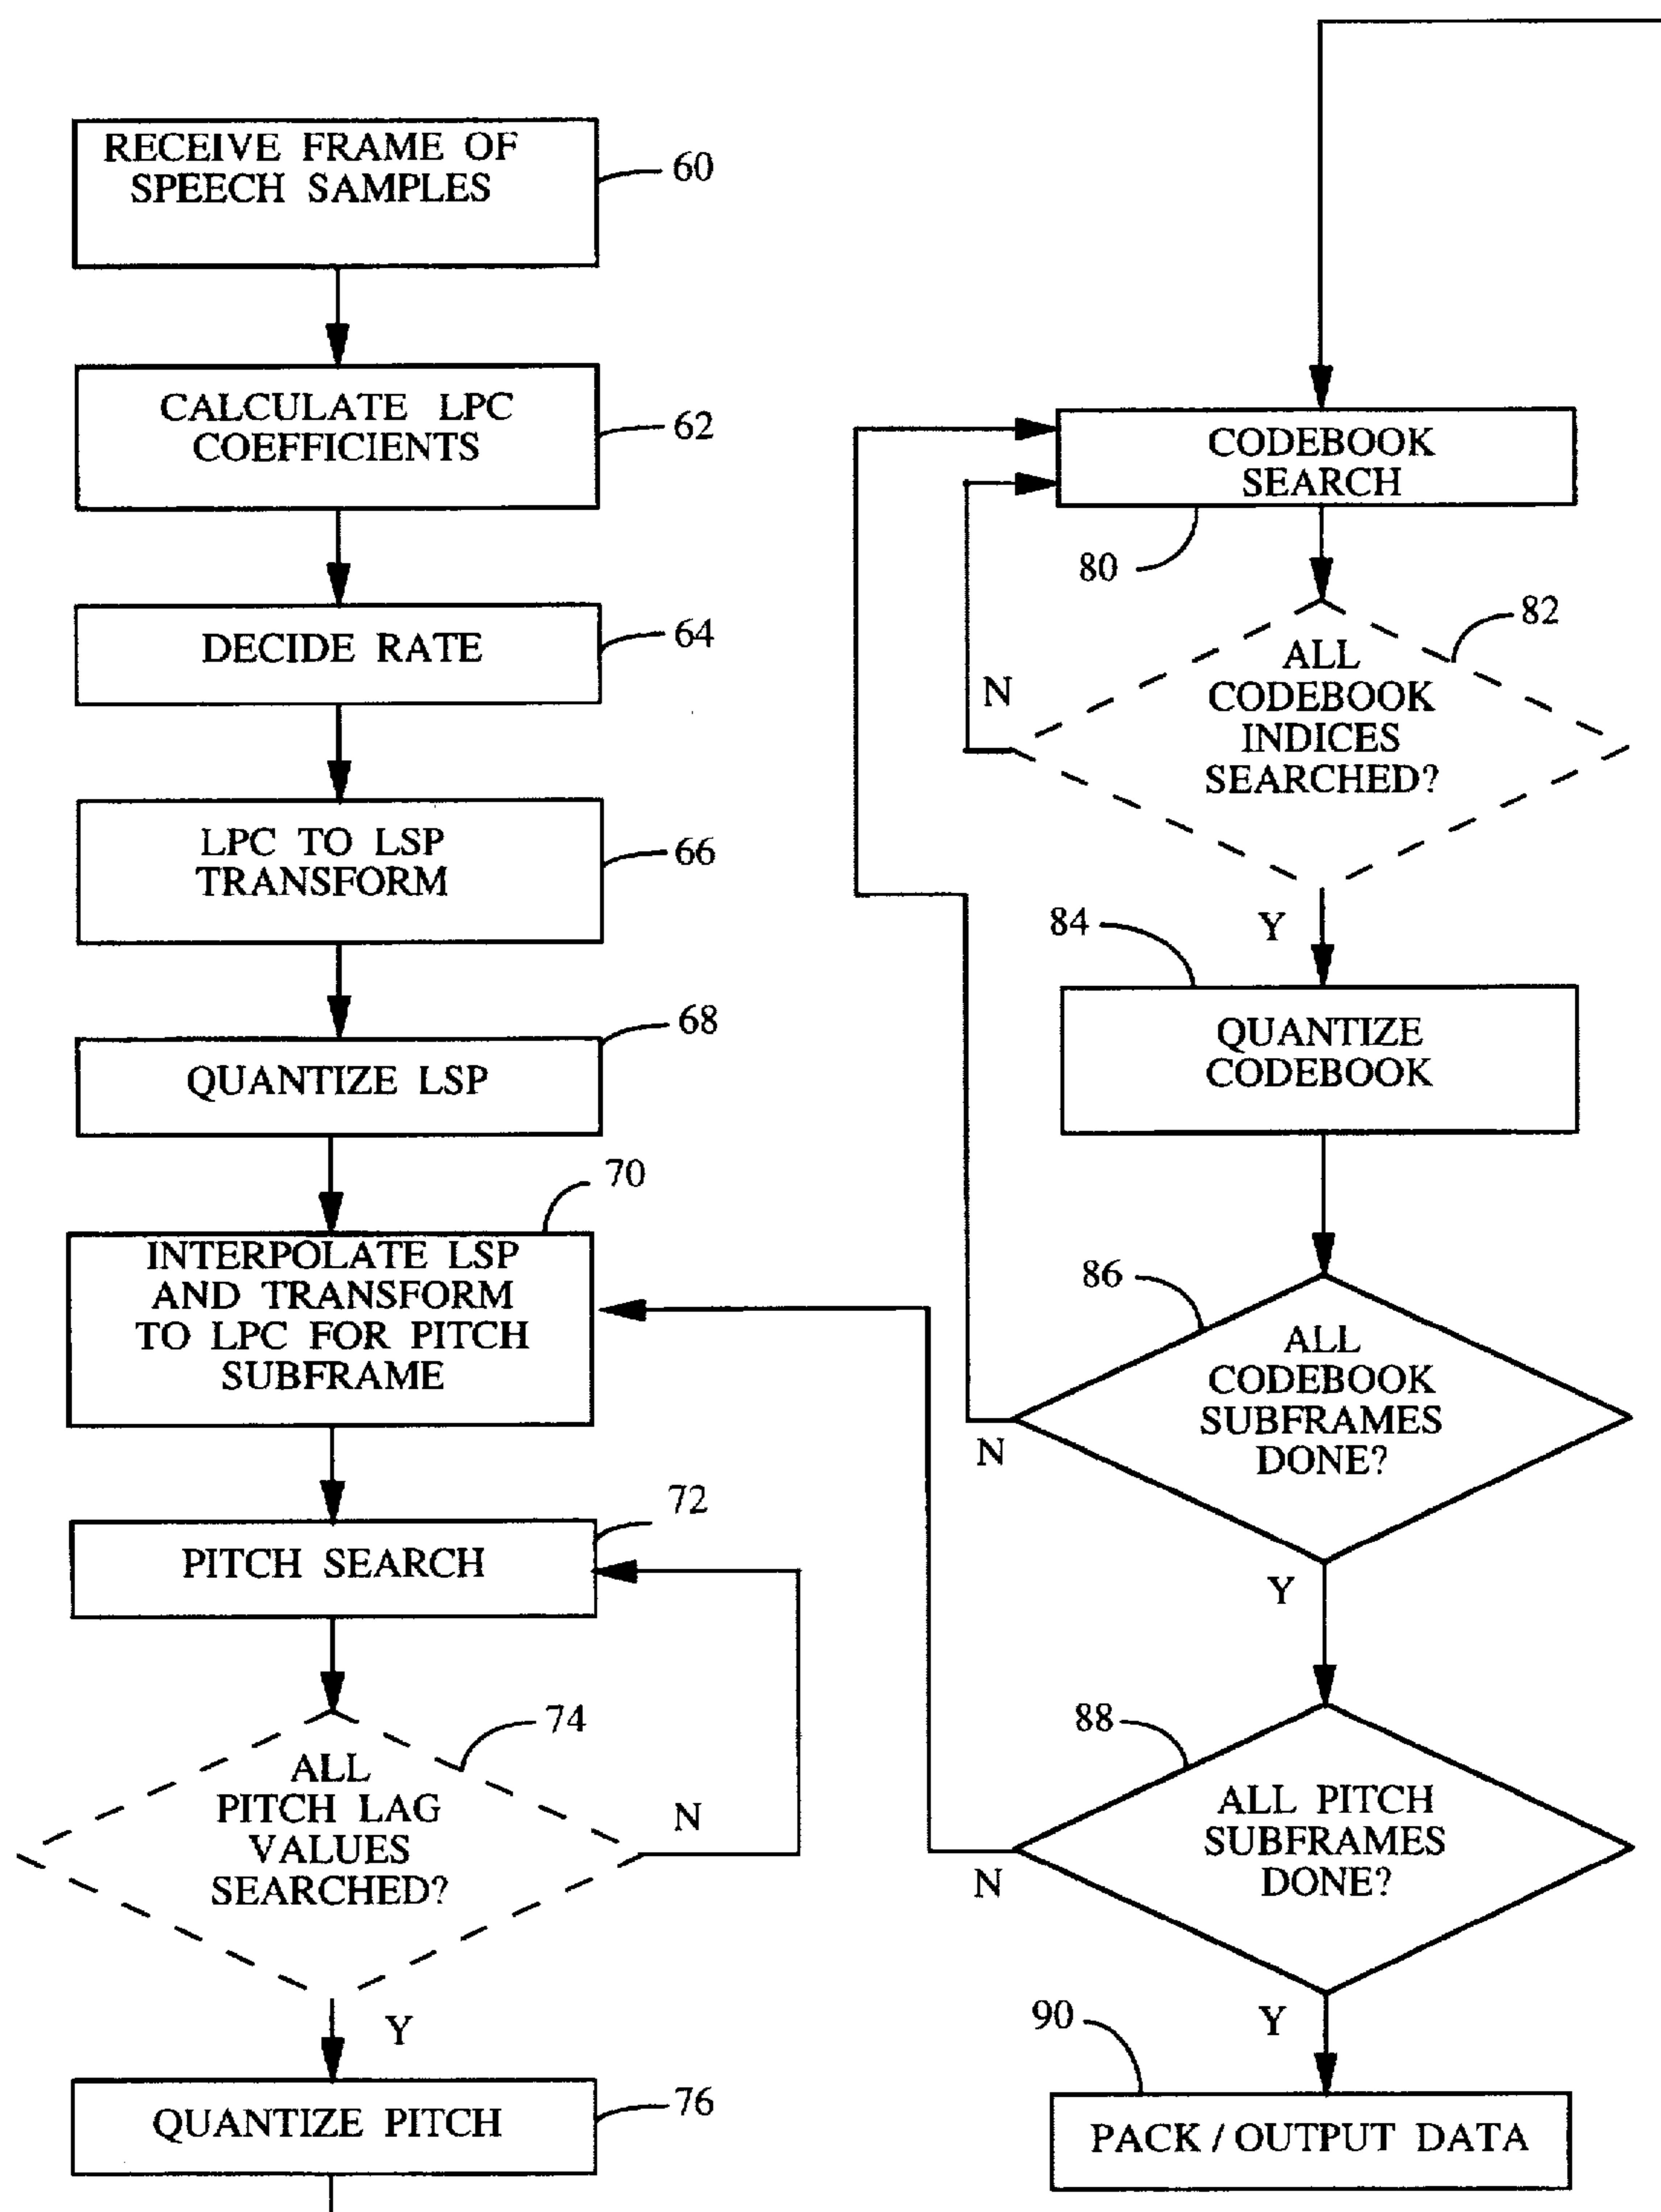 RECEIVE FRAME OF
SPEECH SAMPLES
60
CALCULATE LPC
COEFFICIENTS
62
DECIDE RATE
64
LPC TO LSP
TRANSFORM
66
QUANTIZE LSP
68
70
INTERPOLATE LSP
AND TRANSFORM
TO LPC FOR PITCH
SUBFRAME
72
PITCH SEARCH
74
ALL
PITCH LAG
VALUES
SEARCHED?
N
Y
QUANTIZE PITCH
76
CODEBOOK
SEARCH
80
82
ALL
CODEBOOK
INDICES
SEARCHED?
N
Y
84
QUANTIZE
CODEBOOK
86
ALL
CODEBOOK
SUBFRAMES
DONE?
N
Y
88
ALL PITCH
SUBFRAMES
DONE?
N
Y
90
PACK / OUTPUT DATA